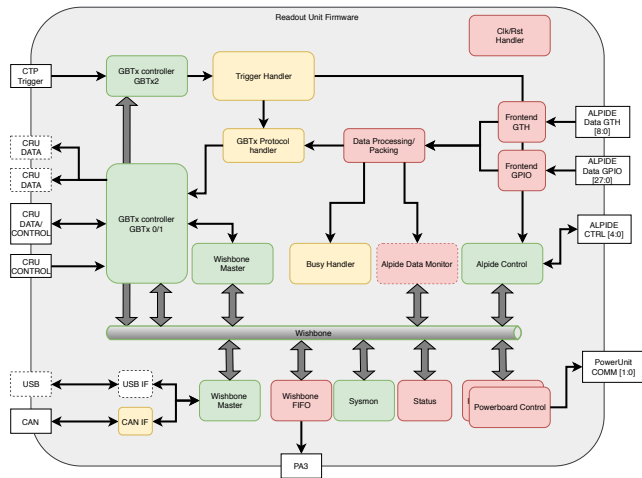 Readout Unit Firmware
Clk/Rst
Handler
CTP
Trigger
GBTx controller
GBTx2
Trigger Handler
Frontend
GTH
ALPIDE
Data GTH
[8:0]
CRU
DATA
GBTx Protocol
handler
Data Processing/
Packing
CRU
DATA
Frontend
GPIO
ALPIDE
Data GPIO
[27:0]
CRU
DATA/
CONTROL
GBTx controller
GBTx 0/1
ALPIDE
CTRL [4:0]
CRU
CONTROL
Wishbone
Master
Busy Handler
Alpide Data Monitor
Alpide Control
Wishbone
PowerUnit
COMM [1:0]
USB
USB IF
Wishbone
Master
Wishbone
FIFO
Sysmon
Status
Powerboard Control
CAN
CAN IF
PA3